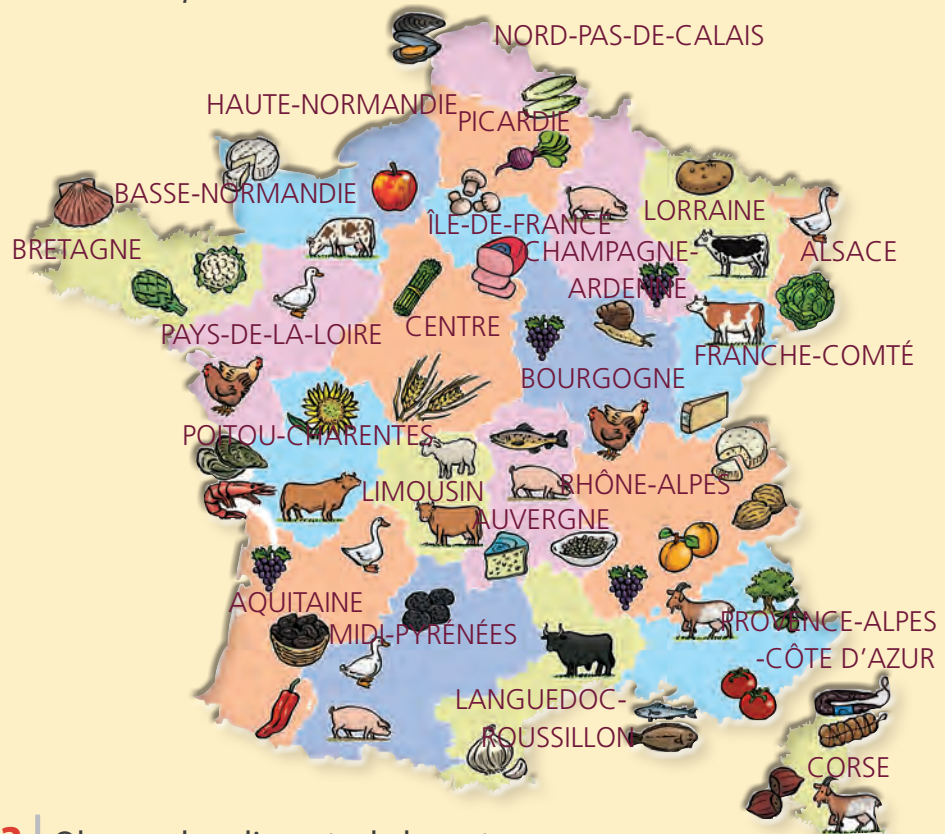 NORD-PAS-DE-CALAIS
HAUTE-NORMANDIE
PICARDIE
BASSE-NORMANDIE
ÎLE-DE-FRANCE
LORRAINE
BRETAGNE
CHAMPAGNE-
ARDENNE
ALSACE
PAYS-DE-LA-LOIRE
CENTRE
FRANCHE-COMTÉ
BOURGOGNE
POITOU-CHARENTES
LIMOUSIN
RHÔNE-ALPES
AUVERGNE
AQUITAINE
MIDI-PYRÉNÉES
PROVENCE-ALPES
-CÔTE D'AZUR
LANGUEDOC-
ROUSSILLON
CORSE